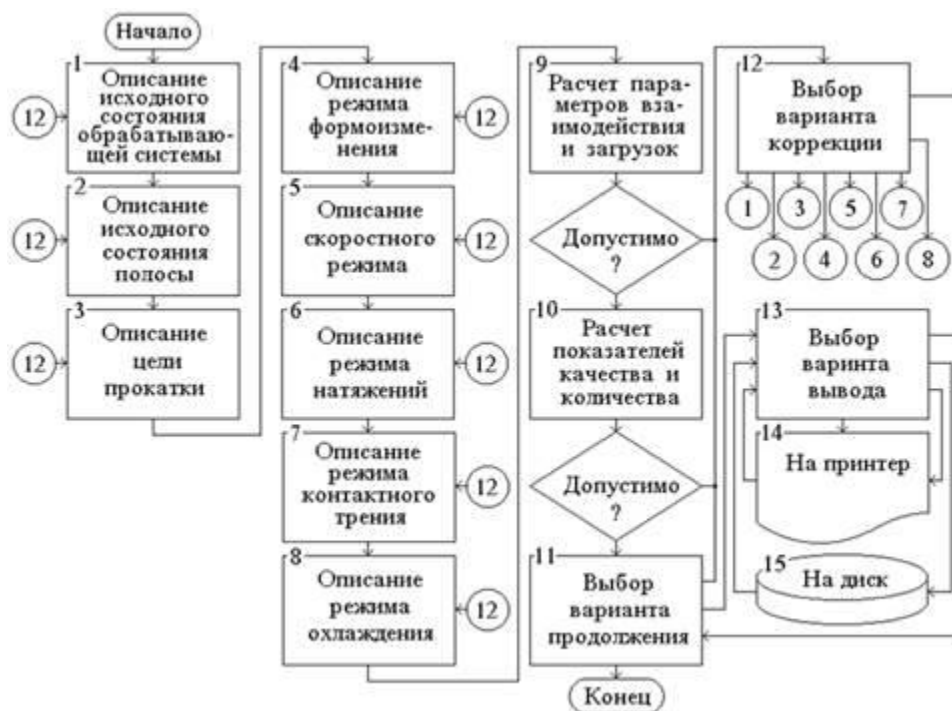 Начало
1
Описание
исходного
состояния
обрабатываю-
щей системы
12
2
Описание
исходного
состояния
полосы
12
3
Описание
цели
прокатки
12
4
Описание
режима
формоизме-
нения
12
5
Описание
скоростного
режима
12
6
Описание
режима
натяжений
12
7
Описание
режима
контактного
трения
12
8
Описание
режима
охлаждения
12
9
Расчет пара-
метров вза-
имодействия
и загрузок
Допустимо
?
10
Расчет
показателей
качества и
количества
Допустимо
?
11
Выбор
варианта
продолжения
Конец
12
Выбор
варианта
коррекции
1
3
5
7
2
4
6
8
13
Выбор
варинта
вывода
14
На принтер
15
На диск